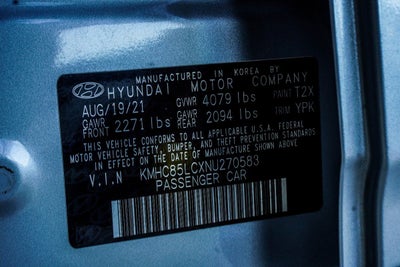 MANUFACTURED IN KOREA BY
HYUNDAI MOTOR COMPANY
AUG/19/21 GVWR 4079 lbs PAINT T2X
GAWR FRONT 2271 lbs GAWR REAR 2094 lbs TRIM YPK
THIS VEHICLE CONFORMS TO ALL APPLICABLE U.S.A. FEDERAL
MOTOR VEHICLE SAFETY, BUMPER, AND THEFT PREVENTION STANDARDS
IN EFFECT ON THE DATE OF MANUFACTURE SHOWN ABOVE
V.I.N KMHC85LCXNU270583
PASSENGER CAR